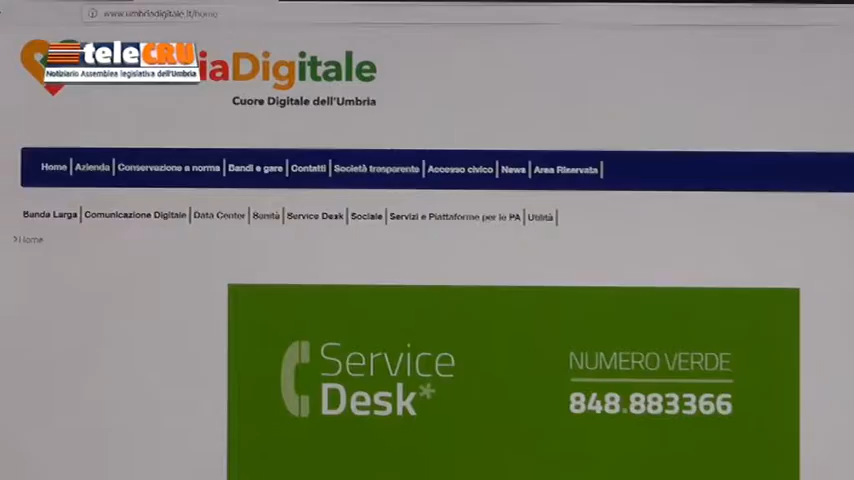 www.umbriadigitale.it/home
teleCRU
Notiziario Assemblea legislativa dell'Umbria
iaDigitale
Cuore Digitale dell'Umbria
Home Azienda Conservazione a norma Bandi e gare Contatti Società trasparente Accesso civico News Area Riservata
Banda Larga Comunicazione Digitale Data Center Sanità Service Desk Sociale Servizi e Piattaforme per le PA Utilità
>Home
Service
Desk*
NUMERO VERDE
848.883366